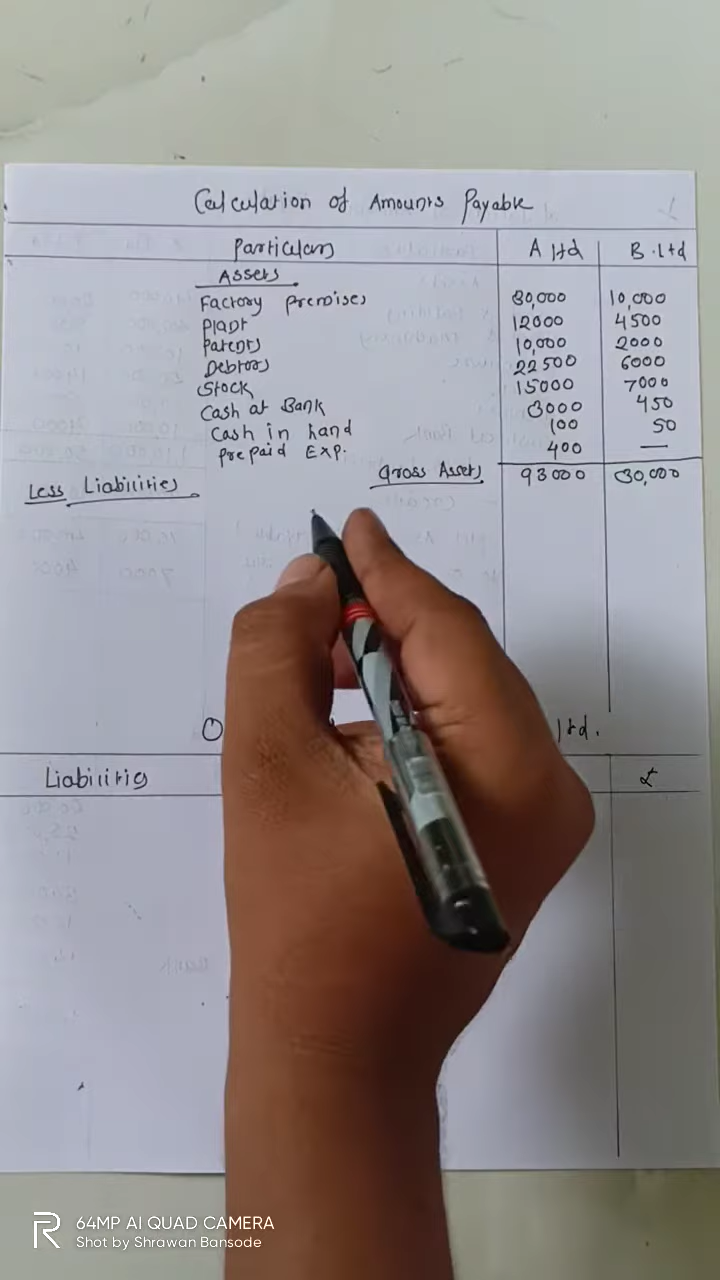 Calculation of Amounts Payable
Particulars A ltd B.ltd
Assets
Factory premises 30,000 10,000
Plant 12000 4500
Patents 10,000 2000
Debtors 22500 6000
Stock 15000 7000
Cash at Bank 3000 450
Cash in hand 100 50
prepaid Exp. 400 —
Gross Assets 93000 30,000
Less Liabilities
ltd.
Liabilities ₹
64MP AI QUAD CAMERA
Shot by Shrawan Bansode